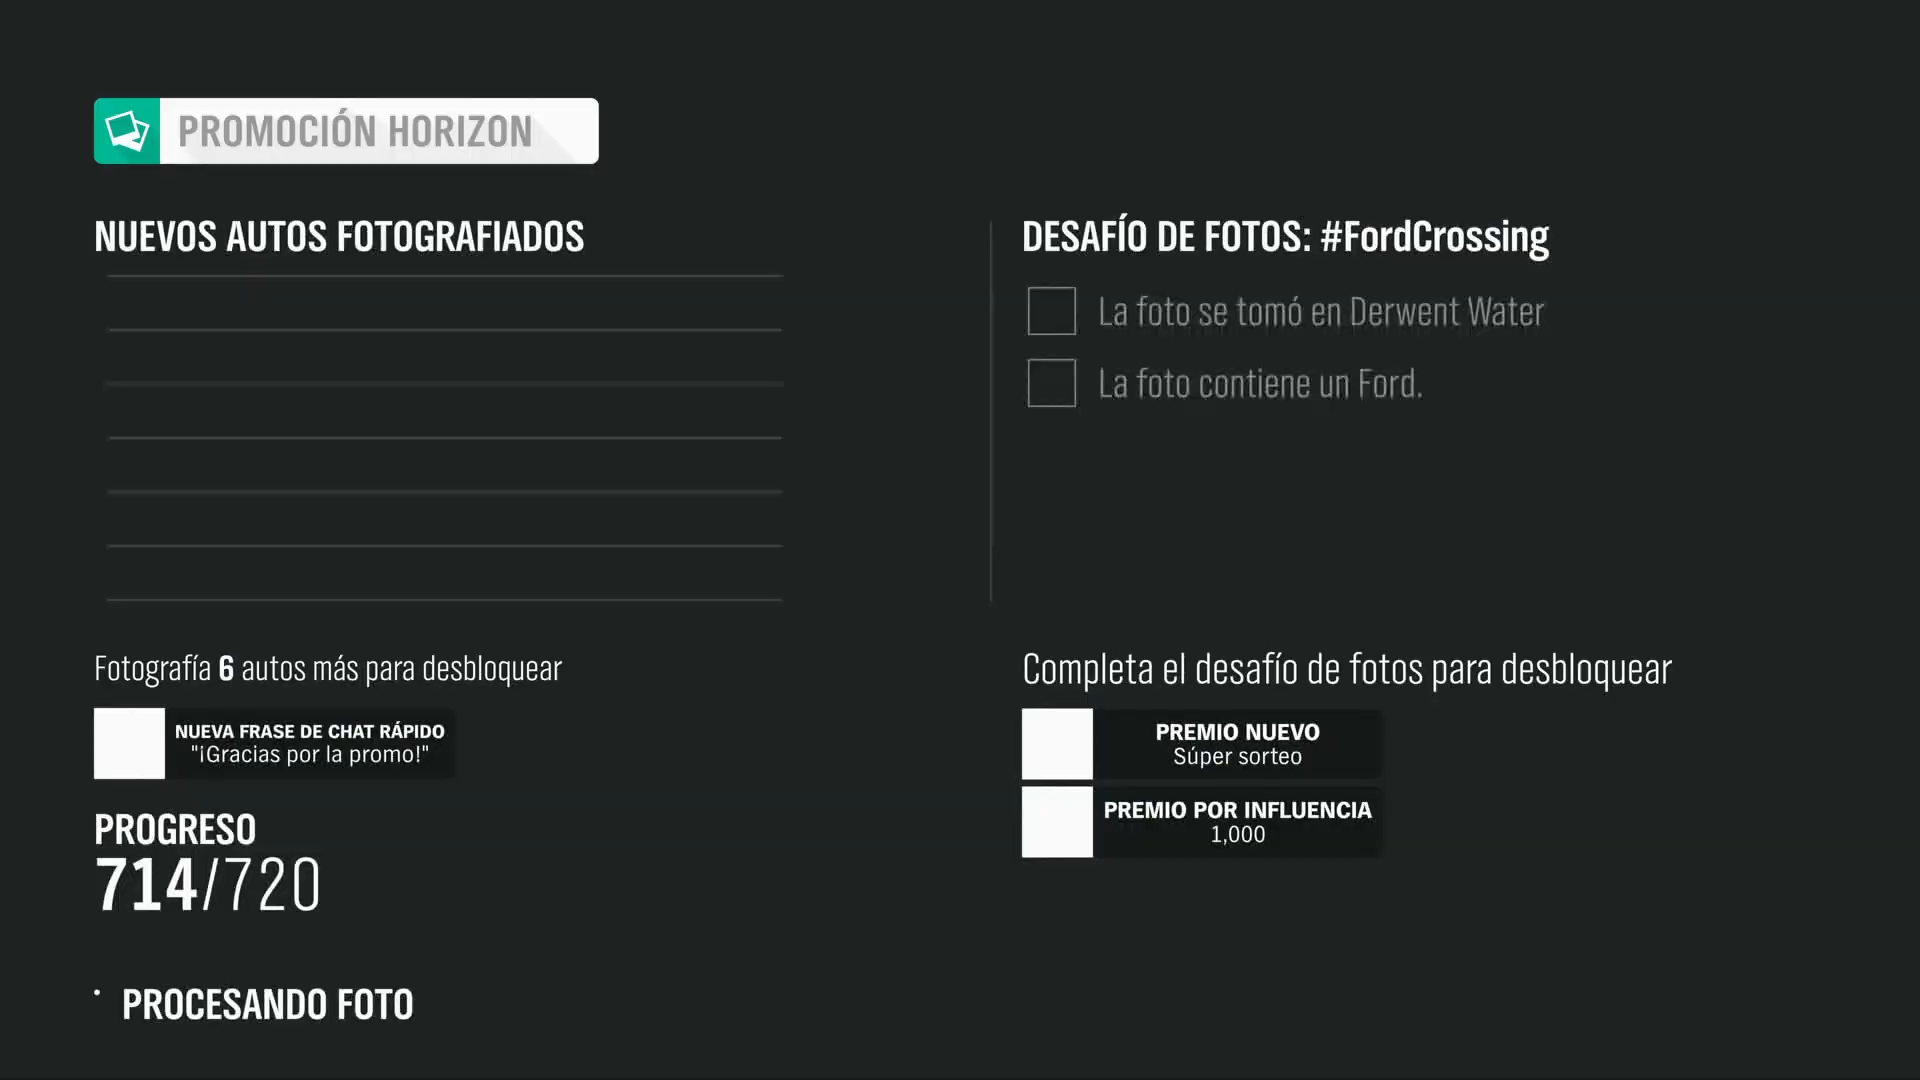 PROMOCIÓN HORIZON
NUEVOS AUTOS FOTOGRAFIADOS
Fotografía 6 autos más para desbloquear
NUEVA FRASE DE CHAT RÁPIDO
"¡Gracias por la promo!"
PROGRESO
714/720
PROCESANDO FOTO
DESAFÍO DE FOTOS: #FordCrossing
La foto se tomó en Derwent Water
La foto contiene un Ford.
Completa el desafío de fotos para desbloquear
PREMIO NUEVO
Súper sorteo
PREMIO POR INFLUENCIA
1,000